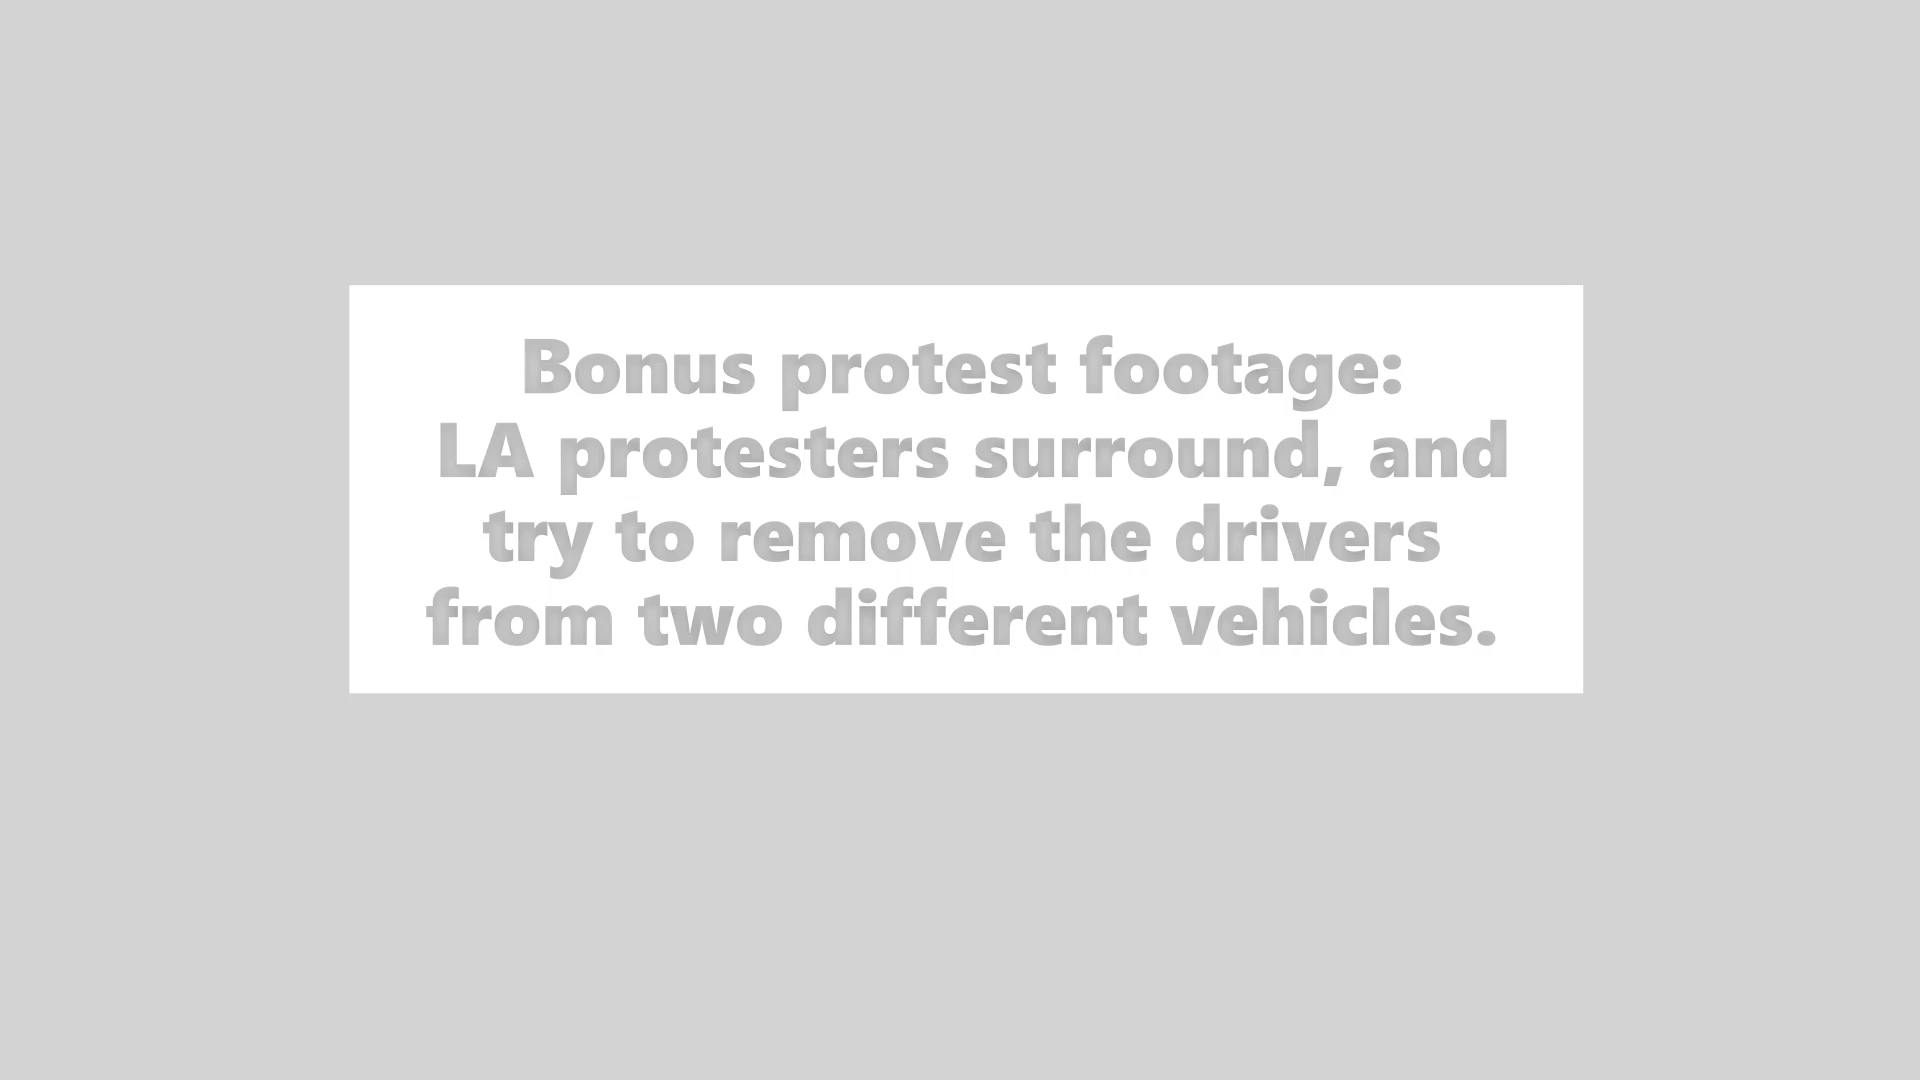 Bonus protest footage:
LA protesters surround, and
try to remove the drivers
from two different vehicles.